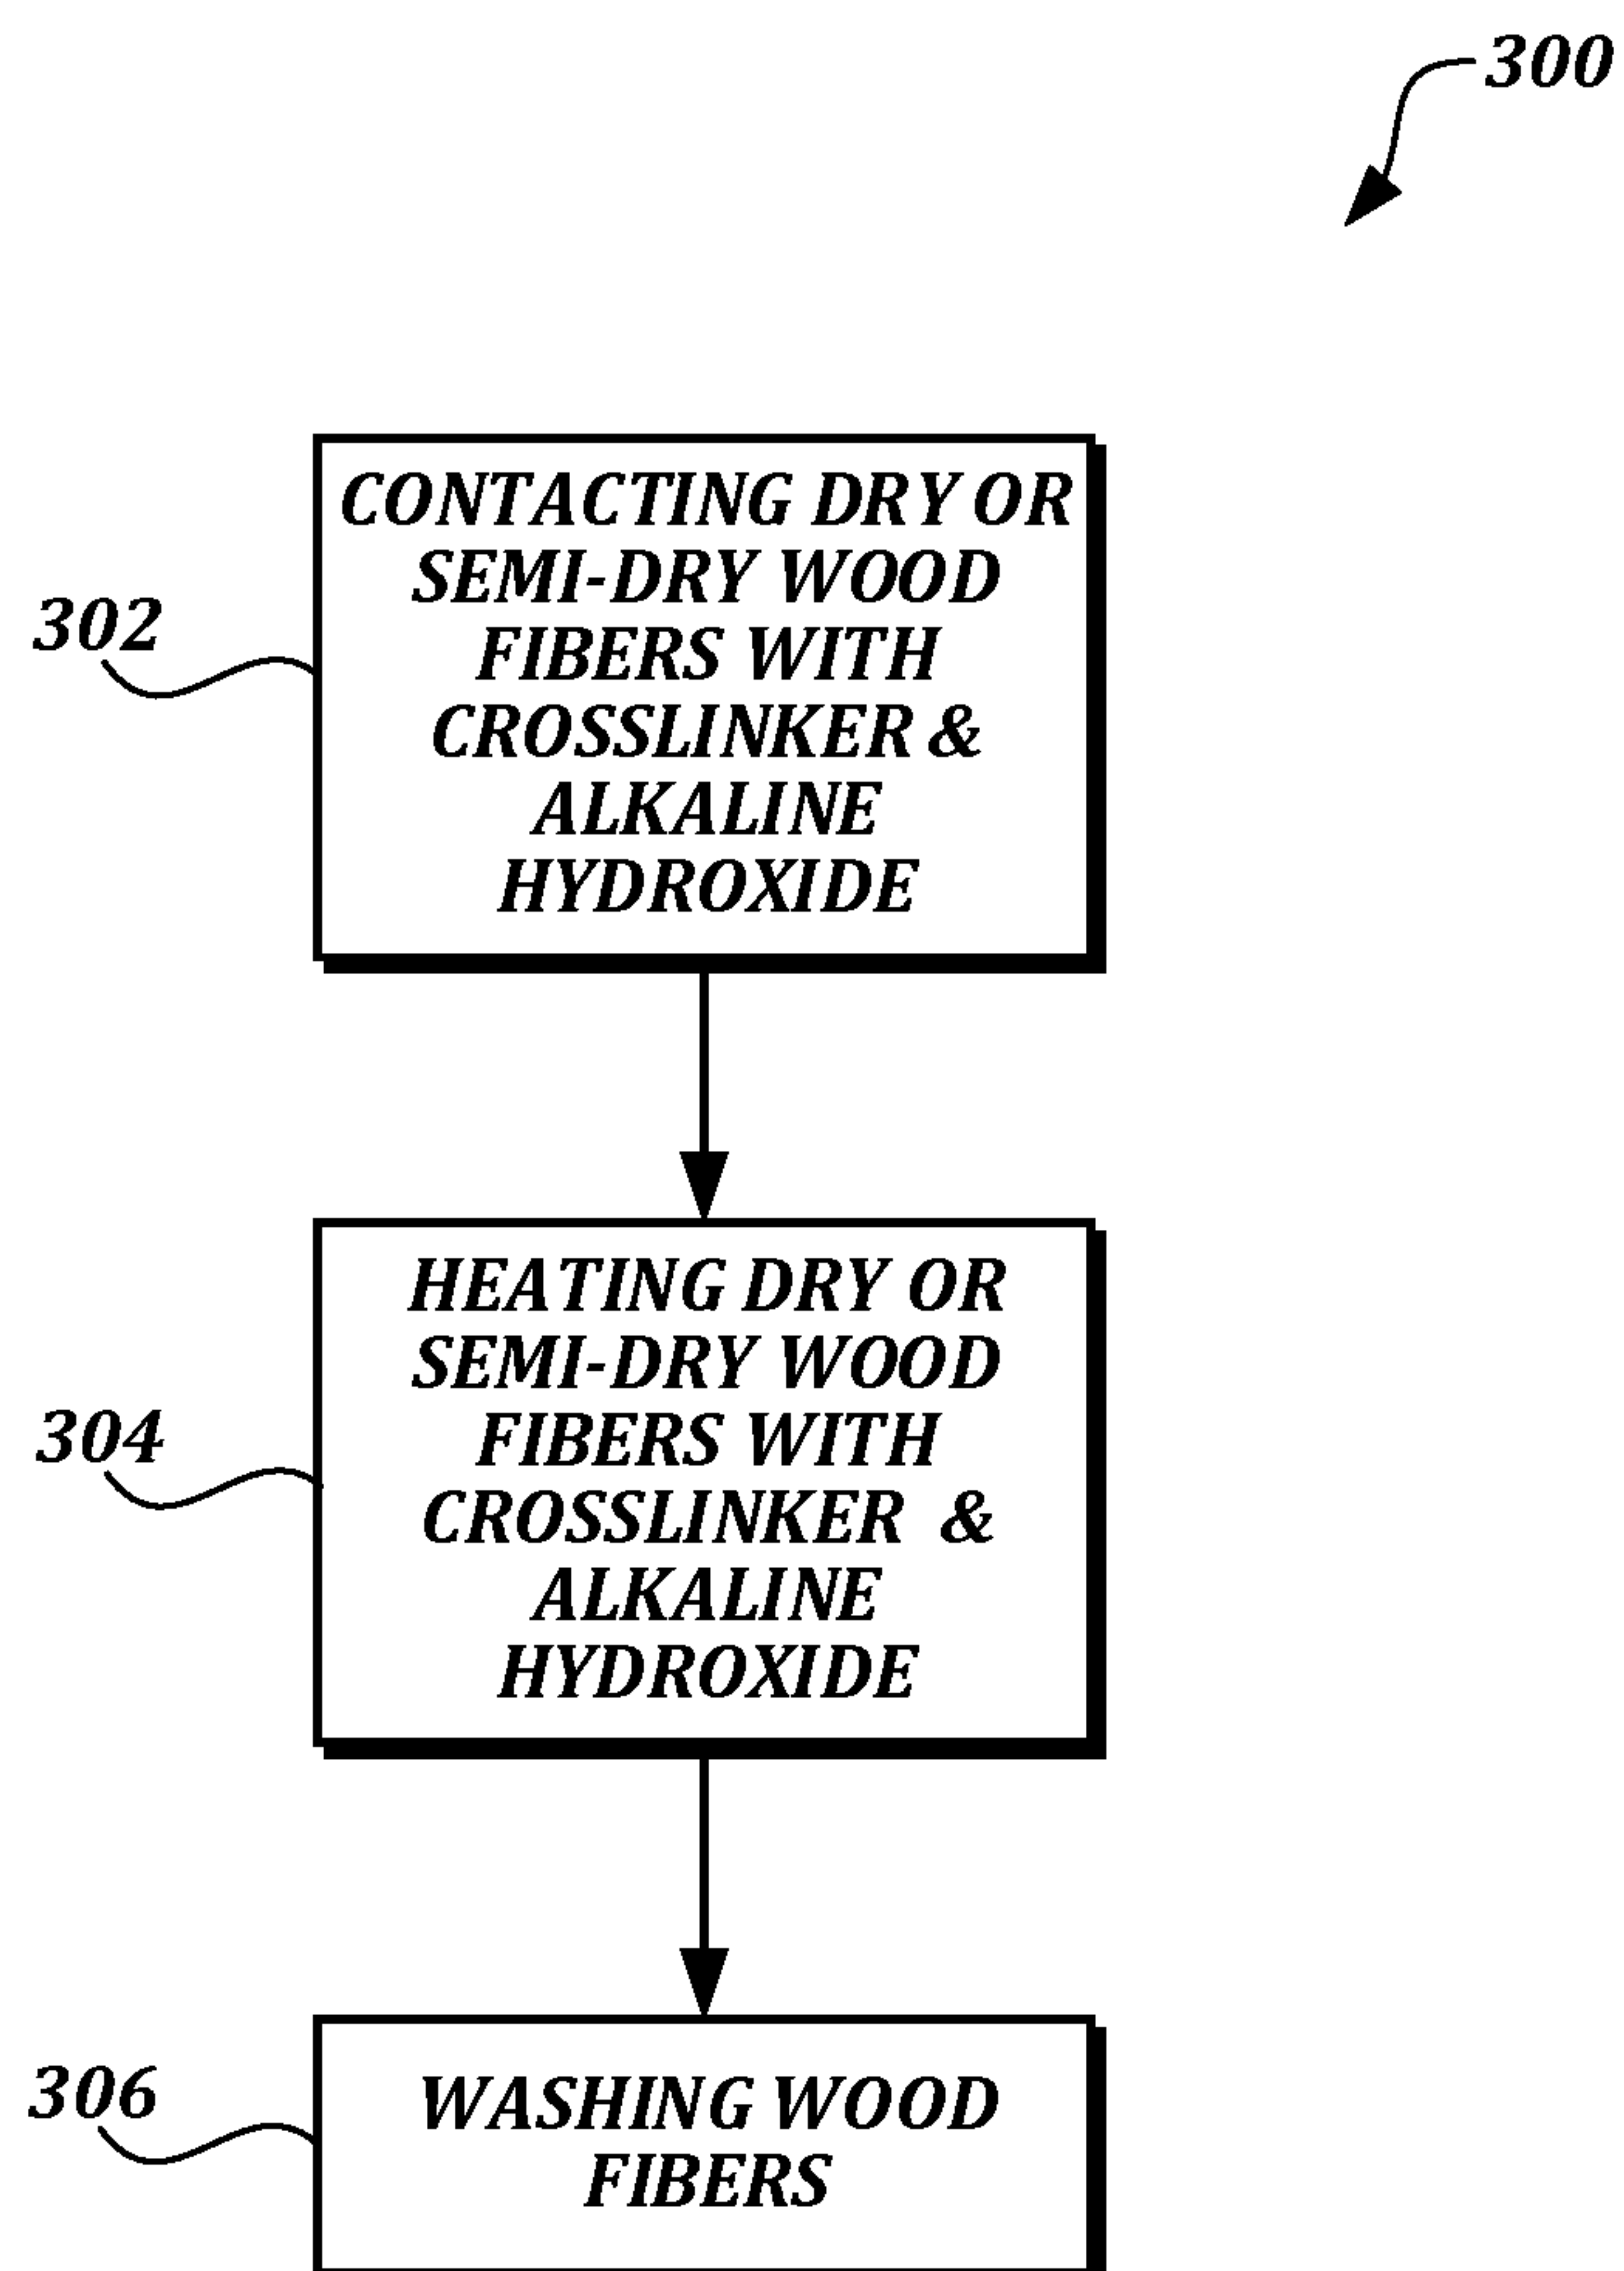 300
CONTACTING DRY OR
SEMI-DRY WOOD
FIBERS WITH
CROSSLINKER &
ALKALINE
HYDROXIDE
302
HEATING DRY OR
SEMI-DRY WOOD
FIBERS WITH
CROSSLINKER &
ALKALINE
HYDROXIDE
304
WASHING WOOD
FIBERS
306